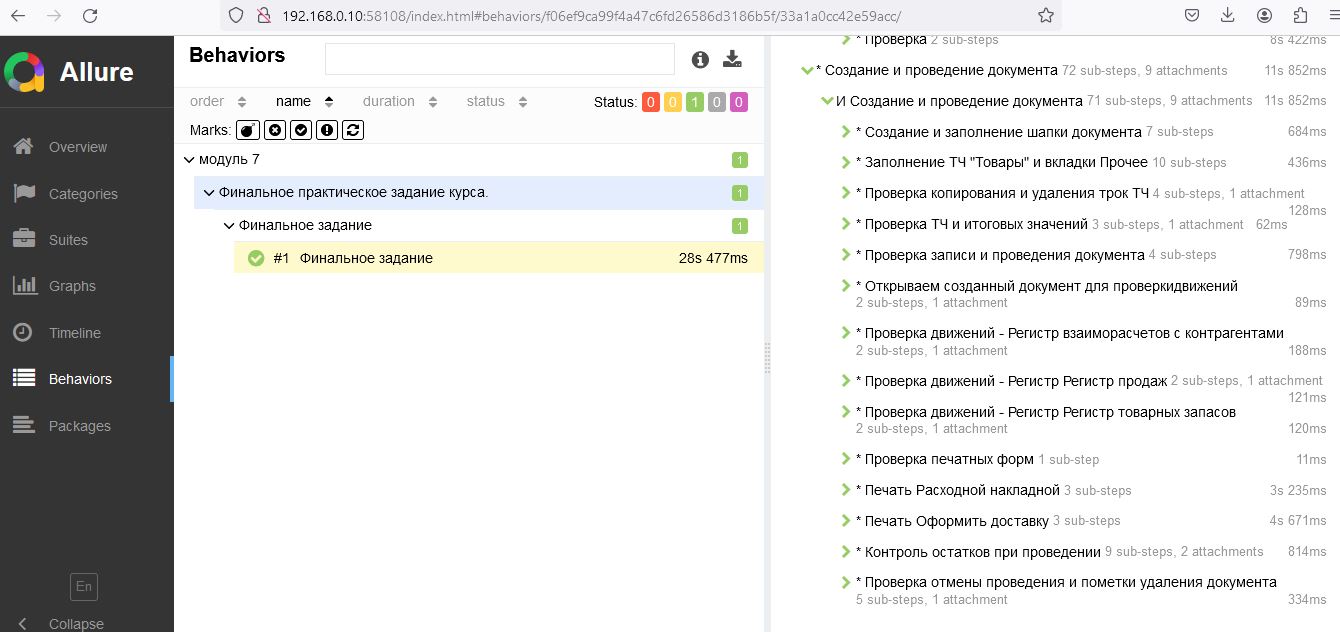 192.168.0.10:58108/index.html#behaviors/f06ef9ca99f4a47c6fd26586d3186b5f/33a1a0cc42e59acc/
Allure
Overview
Categories
Suites
Graphs
Timeline
Behaviors
Packages
En
Collapse
Behaviors
order name duration status Status: 0 0 1 0 0
Marks:
модуль 7 1
Финальное практическое задание курса. 1
Финальное задание 1
#1 Финальное задание 28s 477ms
* Проверка 2 sub-steps 8s 422ms
* Создание и проведение документа 72 sub-steps, 9 attachments 11s 852ms
И Создание и проведение документа 71 sub-steps, 9 attachments 11s 852ms
* Создание и заполнение шапки документа 7 sub-steps 684ms
* Заполнение ТЧ "Товары" и вкладки Прочее 10 sub-steps 436ms
* Проверка копирования и удаления трок ТЧ 4 sub-steps, 1 attachment
128ms
* Проверка ТЧ и итоговых значений 3 sub-steps, 1 attachment 62ms
* Проверка записи и проведения документа 4 sub-steps 798ms
* Открываем созданный документ для проверкидвижений
2 sub-steps, 1 attachment 89ms
* Проверка движений - Регистр взаиморасчетов с контрагентами
2 sub-steps, 1 attachment 188ms
* Проверка движений - Регистр Регистр продаж 2 sub-steps, 1 attachment
121ms
* Проверка движений - Регистр Регистр товарных запасов
2 sub-steps, 1 attachment 120ms
* Проверка печатных форм 1 sub-step 11ms
* Печать Расходной накладной 3 sub-steps 3s 235ms
* Печать Оформить доставку 3 sub-steps 4s 671ms
* Контроль остатков при проведении 9 sub-steps, 2 attachments 814ms
* Проверка отмены проведения и пометки удаления документа
5 sub-steps, 1 attachment 334ms